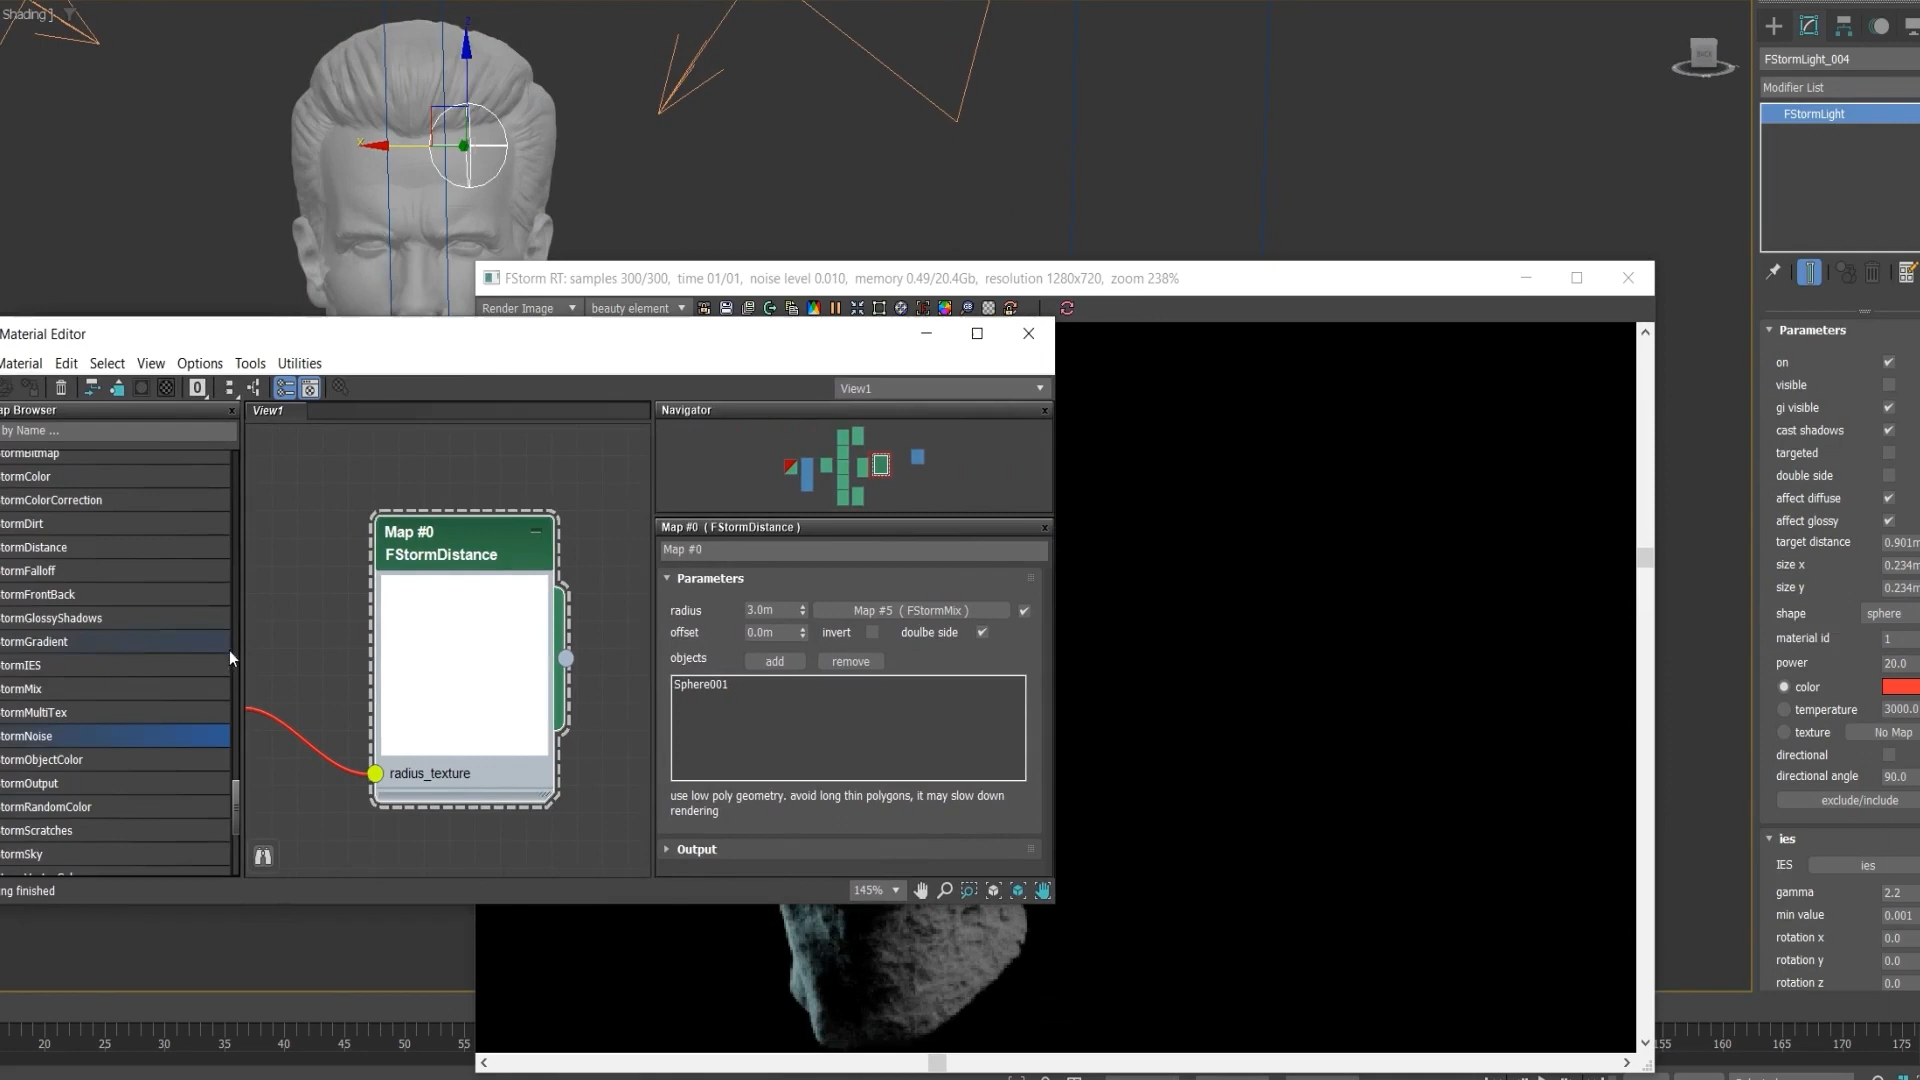 Shading ]
FStormLight_004
Modifier List
FStormLight
FStorm RT: samples 300/300, time 01/01, noise level 0.010, memory 0.49/20.4Gb, resolution 1280x720, zoom 238%
Render Image
beauty element
Material Editor
Material Edit Select View Options Tools Utilities
0
View1
ap Browser
View1
Navigator
by Name ...
tormBitmap
tormColor
tormColorCorrection
tormDirt
tormDistance
tormFalloff
tormFrontBack
tormGlossyShadows
tormGradient
tormIES
tormMix
tormMultiTex
tormNoise
tormObjectColor
tormOutput
tormRandomColor
tormScratches
tormSky
ng finished
Map #0
FStormDistance
radius_texture
Map #0 ( FStormDistance )
Map #0
Parameters
radius 3.0m Map #5 ( FStormMix )
offset 0.0m invert doulbe side
objects add remove
Sphere001
use low poly geometry. avoid long thin polygons, it may slow down
rendering
Output
145%
Parameters
on
visible
gi visible
cast shadows
targeted
double side
affect diffuse
affect glossy
target distance 0.901m
size x 0.234m
size y 0.234m
shape sphere
material id 1
power 20.0
color
temperature 3000.0
texture No Map
directional
directional angle 90.0
exclude/include
ies
IES ies
gamma 2.2
min value 0.001
rotation x 0.0
rotation y 0.0
rotation z 0.0
20 25 30 35 40 45 50 55 155 160 165 170 175